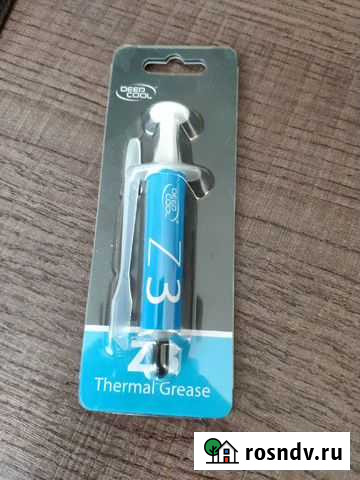 DEEP
COOL
DEEP
COOL
Z3
Z3
Thermal Grease
rosndv.ru